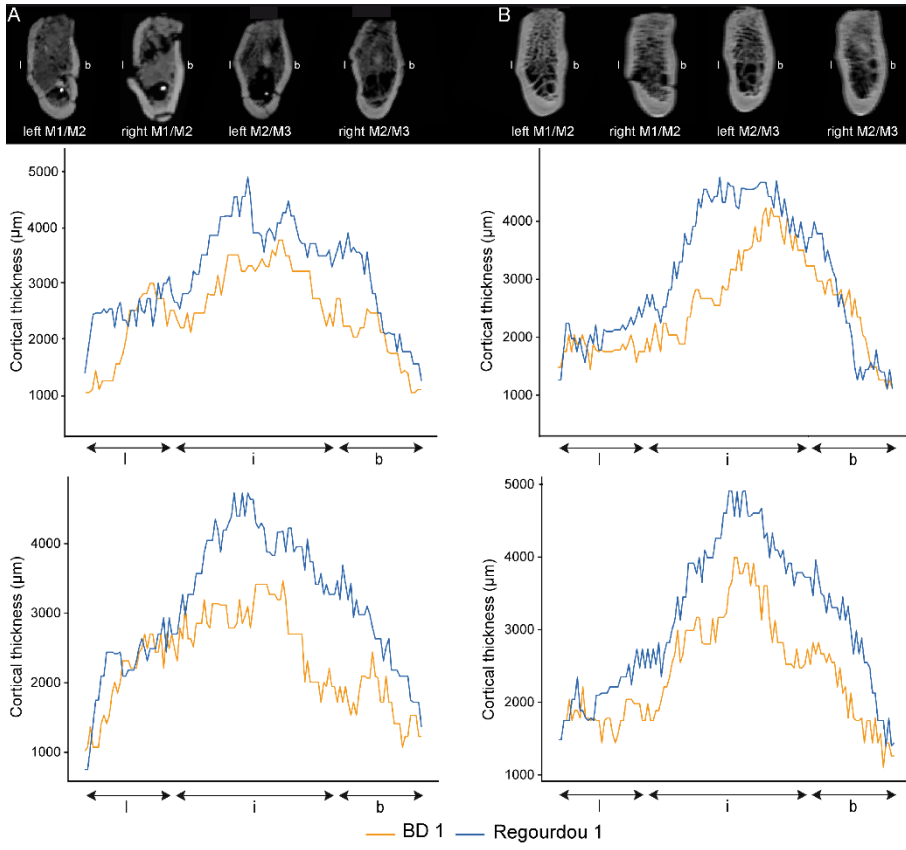 A
B
l b l b l b l b l b l b l b l b
left M1/M2 right M1/M2 left M2/M3 right M2/M3 left M1/M2 right M1/M2 left M2/M3 right M2/M3
Cortical thickness (µm)
5000
4000
3000
2000
1000
l i b
Cortical thickness (µm)
4000
3000
2000
1000
l i b
Cortical thickness (µm)
4000
3000
2000
1000
l i b
Cortical thickness (µm)
5000
4000
3000
2000
1000
l i b
BD 1 Regourdou 1